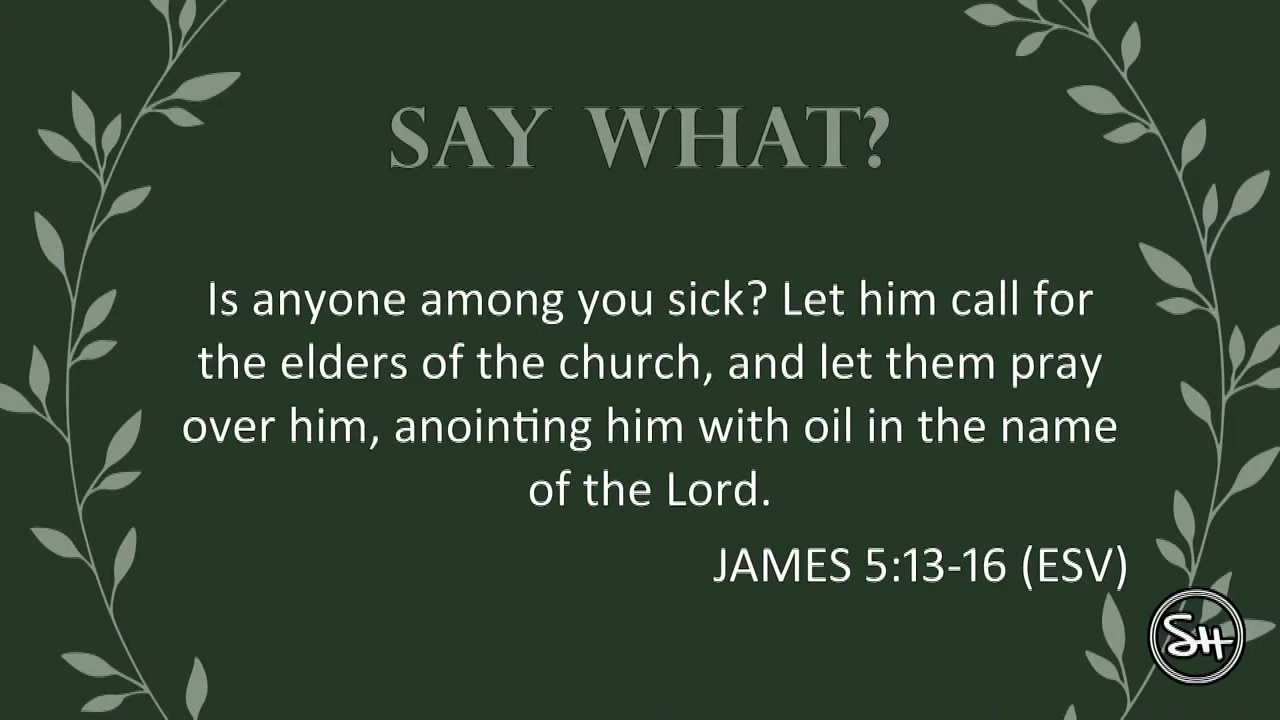 SAY WHAT?
Is anyone among you sick? Let him call for
the elders of the church, and let them pray
over him, anointing him with oil in the name
of the Lord.
JAMES 5:13-16 (ESV)
SH